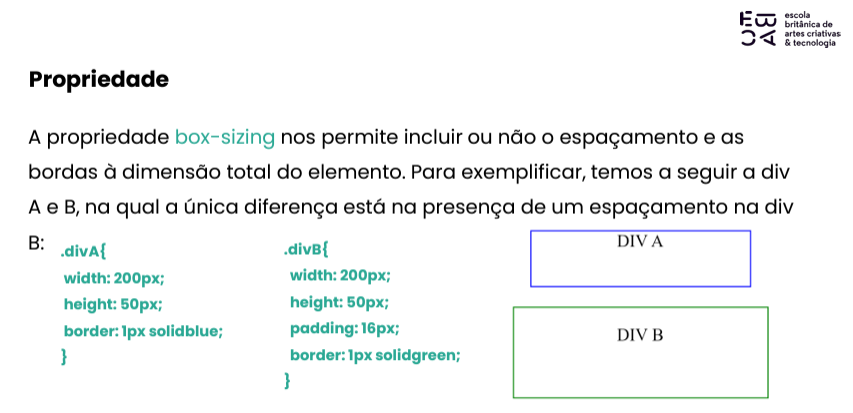 escola
britânica de
artes criativas
& tecnologia
Propriedade
A propriedade box-sizing nos permite incluir ou não o espaçamento e as
bordas à dimensão total do elemento. Para exemplificar, temos a seguir a div
A e B, na qual a única diferença está na presença de um espaçamento na div
B:
.divA{
width: 200px;
height: 50px;
border: 1px solidblue;
}
.divB{
width: 200px;
height: 50px;
padding: 16px;
border: 1px solidgreen;
}
DIV A
DIV B